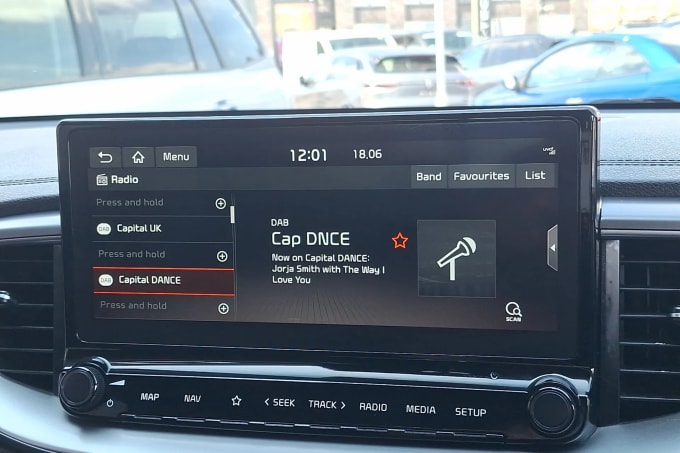 Menu
12:01
18.06
Radio
Band
Favourites
List
Press and hold
DAB Capital UK
Press and hold
DAB Capital DANCE
Press and hold
DAB
Cap DNCE
Now on Capital DANCE:
Jorja Smith with The Way I
Love You
SCAN
MAP
NAV
< SEEK
TRACK >
RADIO
MEDIA
SETUP